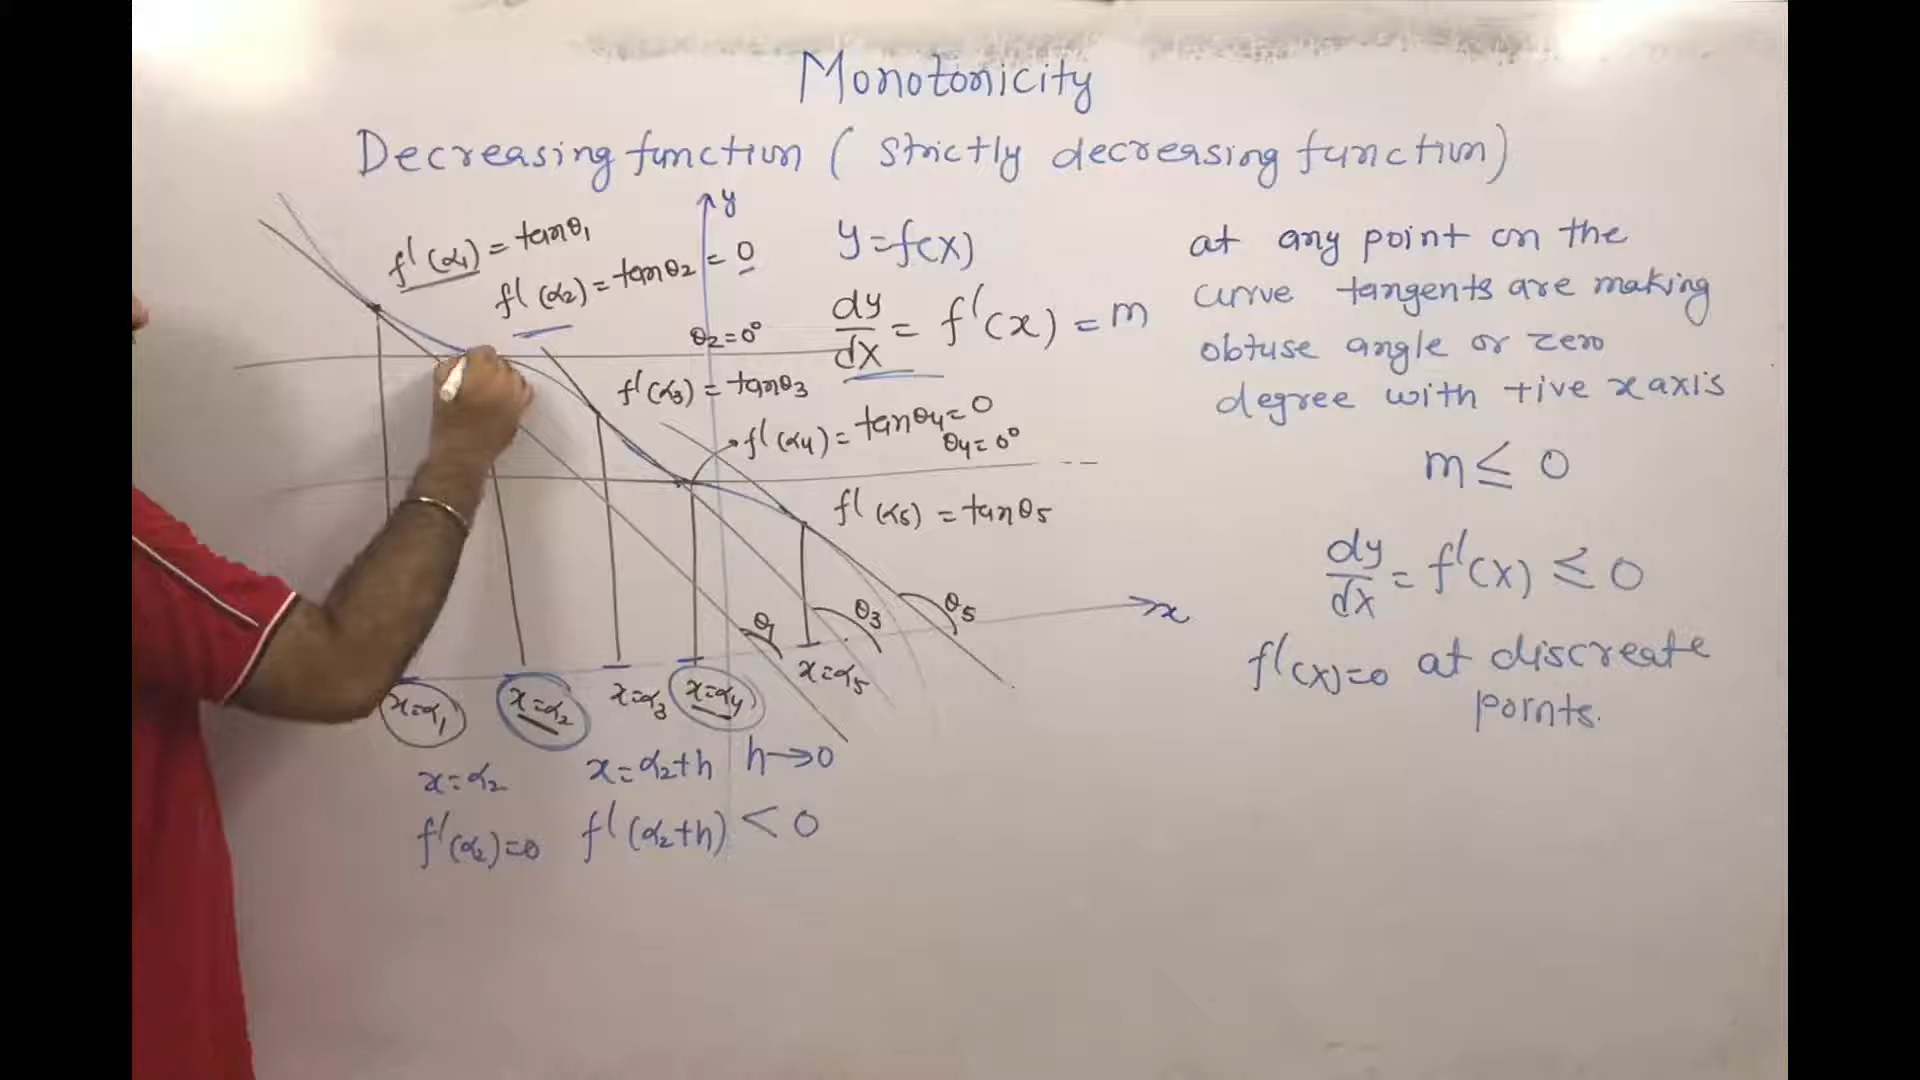 Monotonicity
Decreasing function ( strictly decreasing function)
y
f'(α1) = tanθ1
f'(α2) = tanθ2 = 0
θ2=0°
f'(α3) = tanθ3
f'(α4) = tanθ4=0
θ4=0°
f'(α5) = tanθ5
θ1
θ3
θ5
x
x=α1
x=α2
x=α3
x=α4
x=α5
x=α2 x=α2+h h→0
f'(α2)=0 f'(α2+h) < 0
y=f(x)
dy/dx = f'(x) = m
at any point on the
curve tangents are making
obtuse angle or zero
degree with +ive x axis
m ≤ 0
dy/dx = f'(x) ≤ 0
f'(x)=0 at discreate
points.